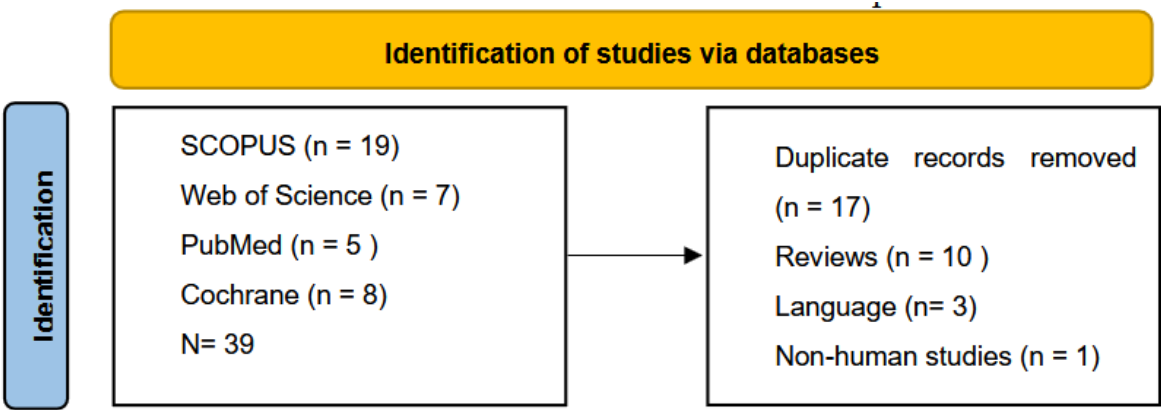 Identification of studies via databases
Identification
SCOPUS (n = 19)
Web of Science (n = 7)
PubMed (n = 5 )
Cochrane (n = 8)
N= 39
Duplicate records removed
(n = 17)
Reviews (n = 10 )
Language (n= 3)
Non-human studies (n = 1)